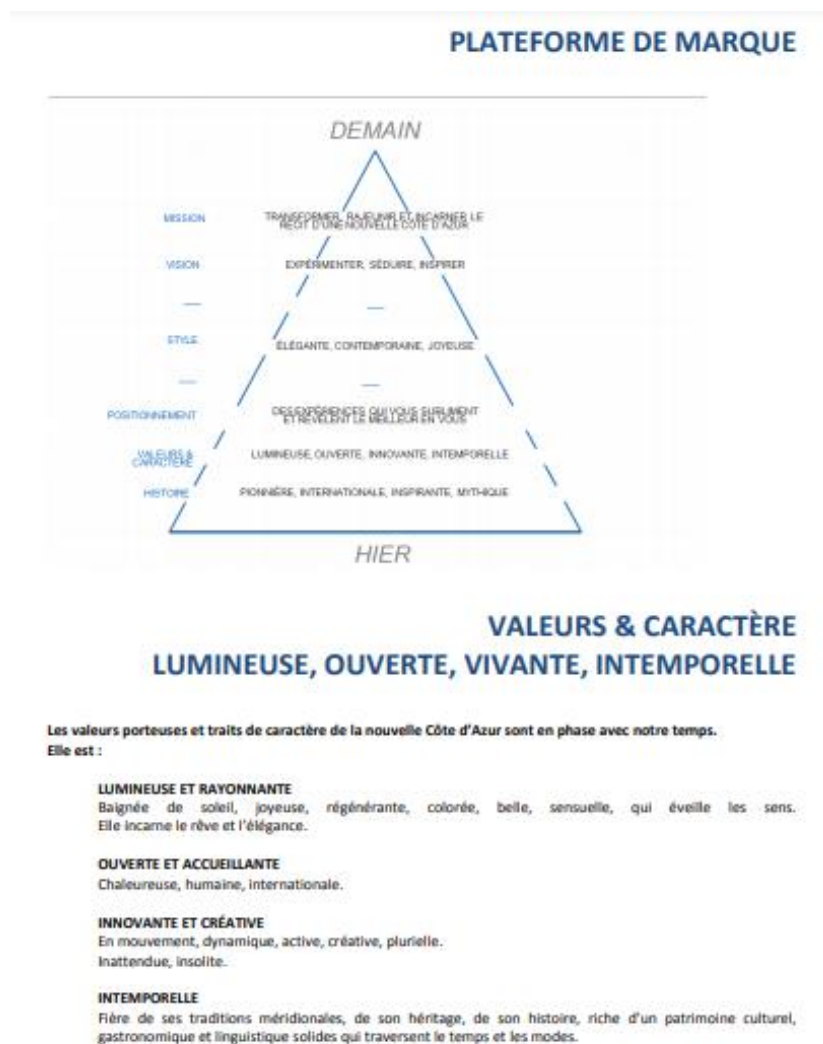 PLATEFORME DE MARQUE
DEMAIN
MISSION
TRANSFORMER, RAJEUNIR ET INCARNER LE
RÉCIT D'UNE NOUVELLE CÔTE D'AZUR
VISION
EXPÉRIMENTER, SÉDUIRE, INSPIRER
STYLE
ÉLÉGANTE, CONTEMPORAINE, JOYEUSE
POSITIONNEMENT
DES EXPÉRIENCES QUI VOUS SUBLIMENT
ET RÉVÈLENT LE MEILLEUR EN VOUS
VALEURS &
CARACTÈRE
LUMINEUSE, OUVERTE, INNOVANTE, INTEMPORELLE
HISTOIRE
PIONNIÈRE, INTERNATIONALE, INSPIRANTE, MYTHIQUE
HIER
VALEURS & CARACTÈRE
LUMINEUSE, OUVERTE, VIVANTE, INTEMPORELLE
Les valeurs porteuses et traits de caractère de la nouvelle Côte d'Azur sont en phase avec notre temps.
Elle est :
LUMINEUSE ET RAYONNANTE
Baignée de soleil, joyeuse, régénérante, colorée, belle, sensuelle, qui éveille les sens.
Elle incarne le rêve et l'élégance.
OUVERTE ET ACCUEILLANTE
Chaleureuse, humaine, internationale.
INNOVANTE ET CRÉATIVE
En mouvement, dynamique, active, créative, plurielle.
Inattendue, insolite.
INTEMPORELLE
Fière de ses traditions méridionales, de son héritage, de son histoire, riche d'un patrimoine culturel,
gastronomique et linguistique solides qui traversent le temps et les modes.